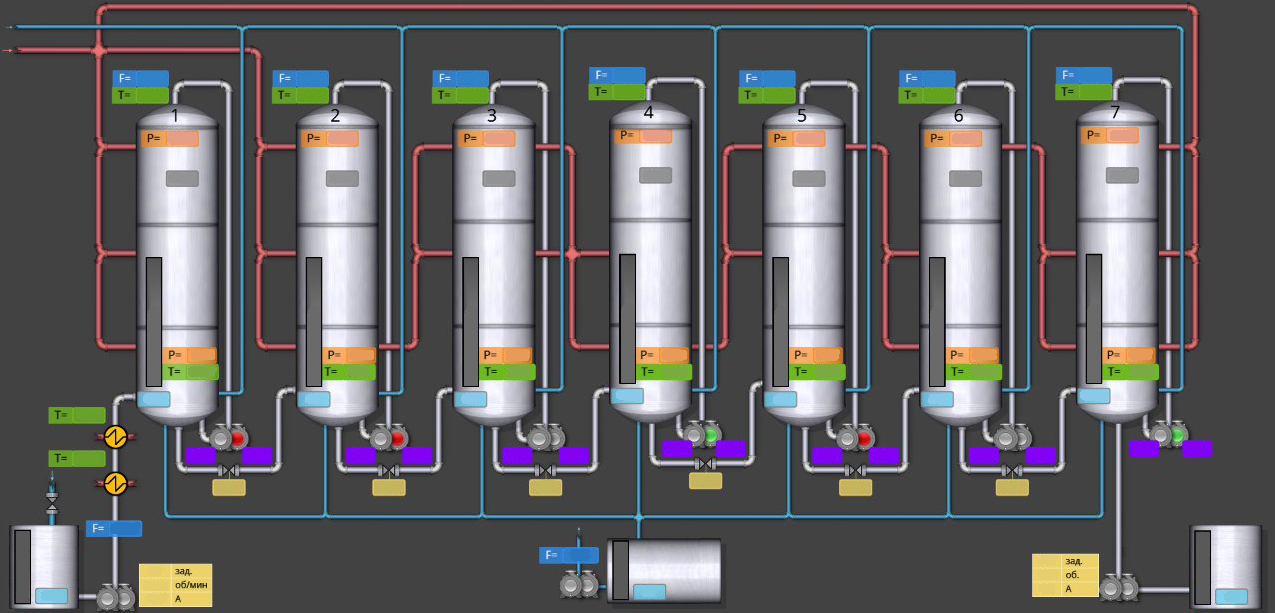 F= F= F= F= F= F= F=
T= T= T= T= T= T= T=
1 2 3 4 5 6 7
P= P= P= P= P= P= P=
P= P= P= P= P= P= P=
T= T= T= T= T= T= T=
T=
T=
F=
F=
зад.
об/мин
А
зад.
об.
А